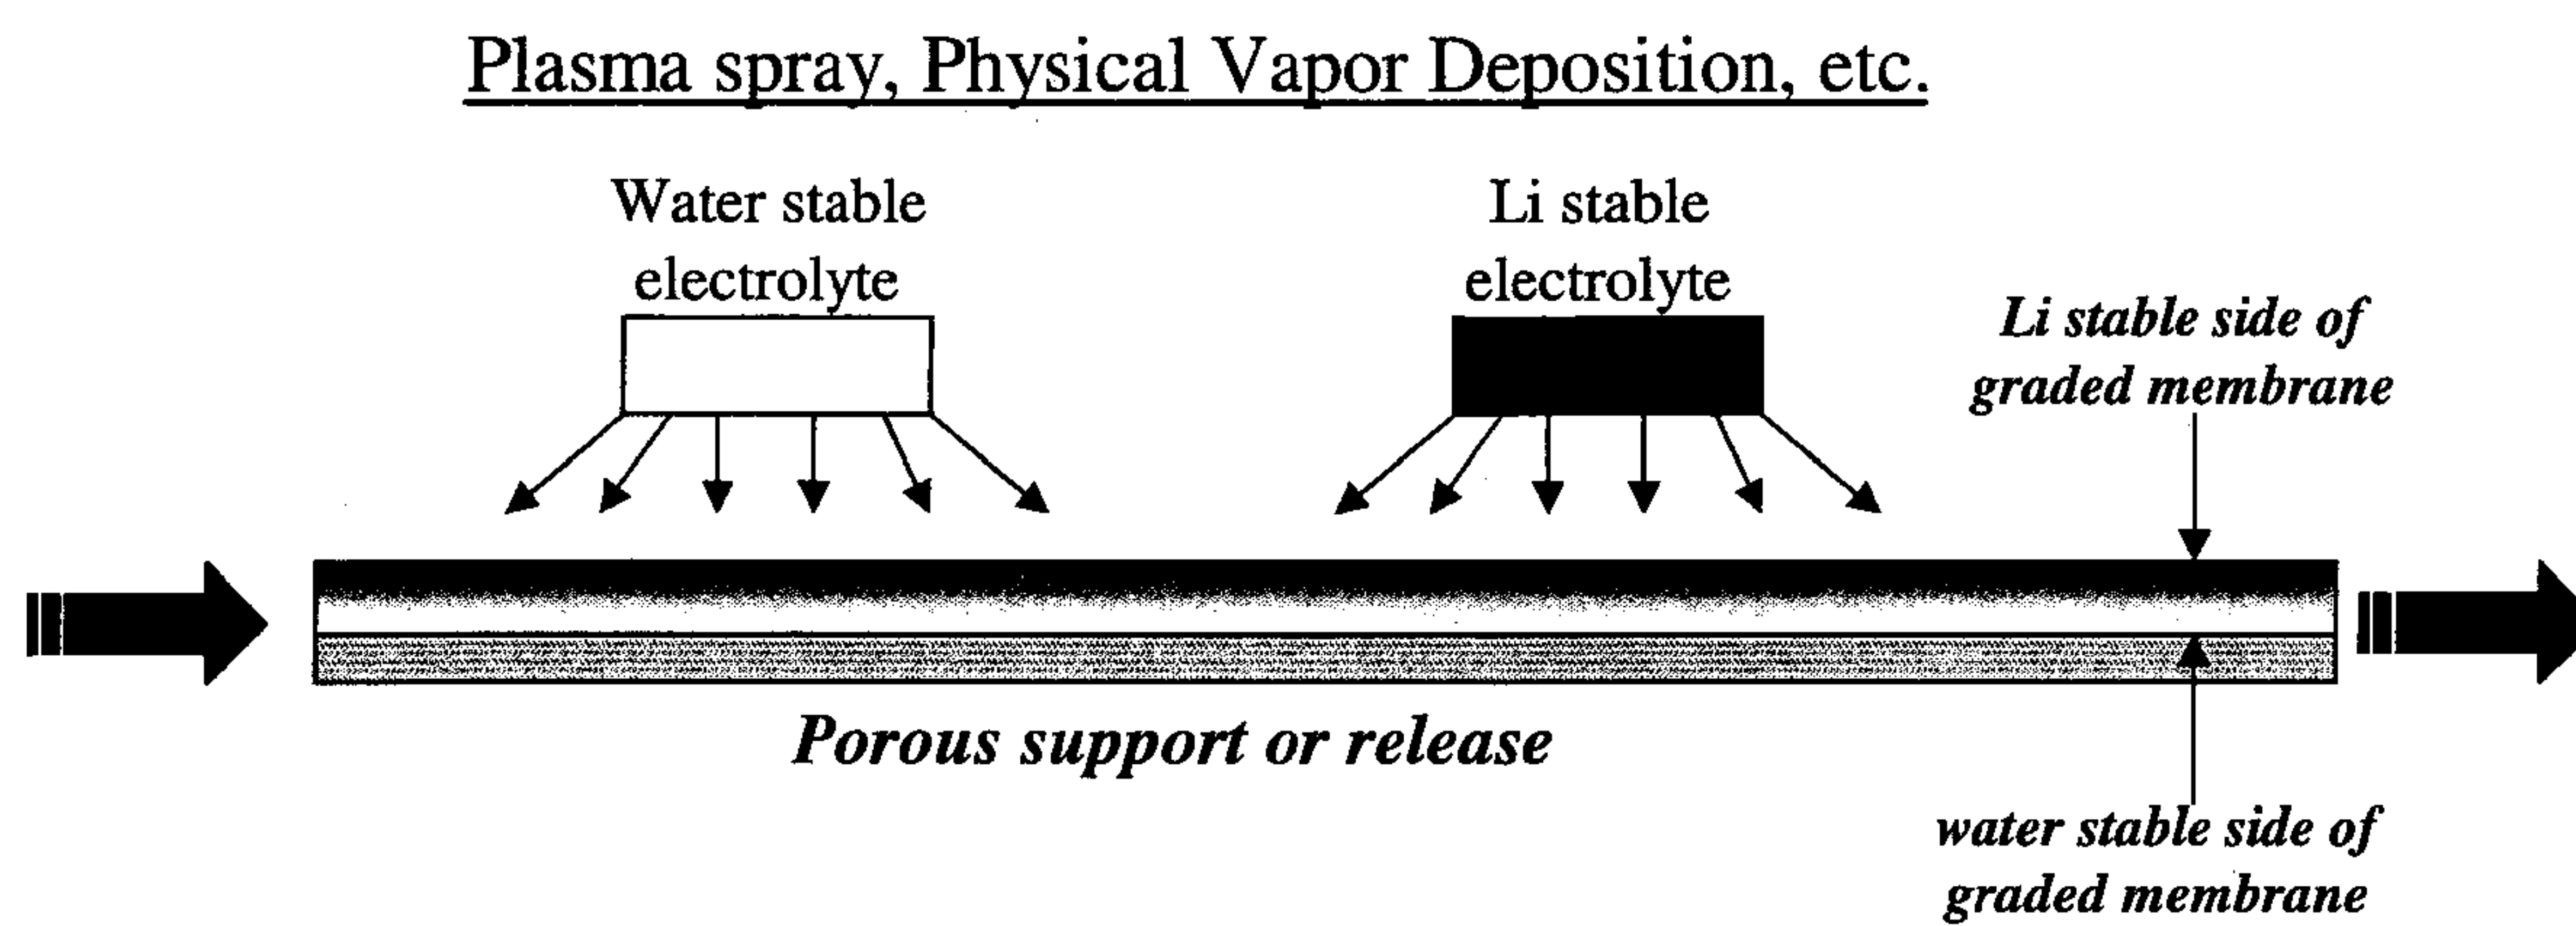 Plasma spray, Physical Vapor Deposition, etc.
Water stable
electrolyte
Li stable
electrolyte
Li stable side of
graded membrane
Porous support or release
water stable side of
graded membrane